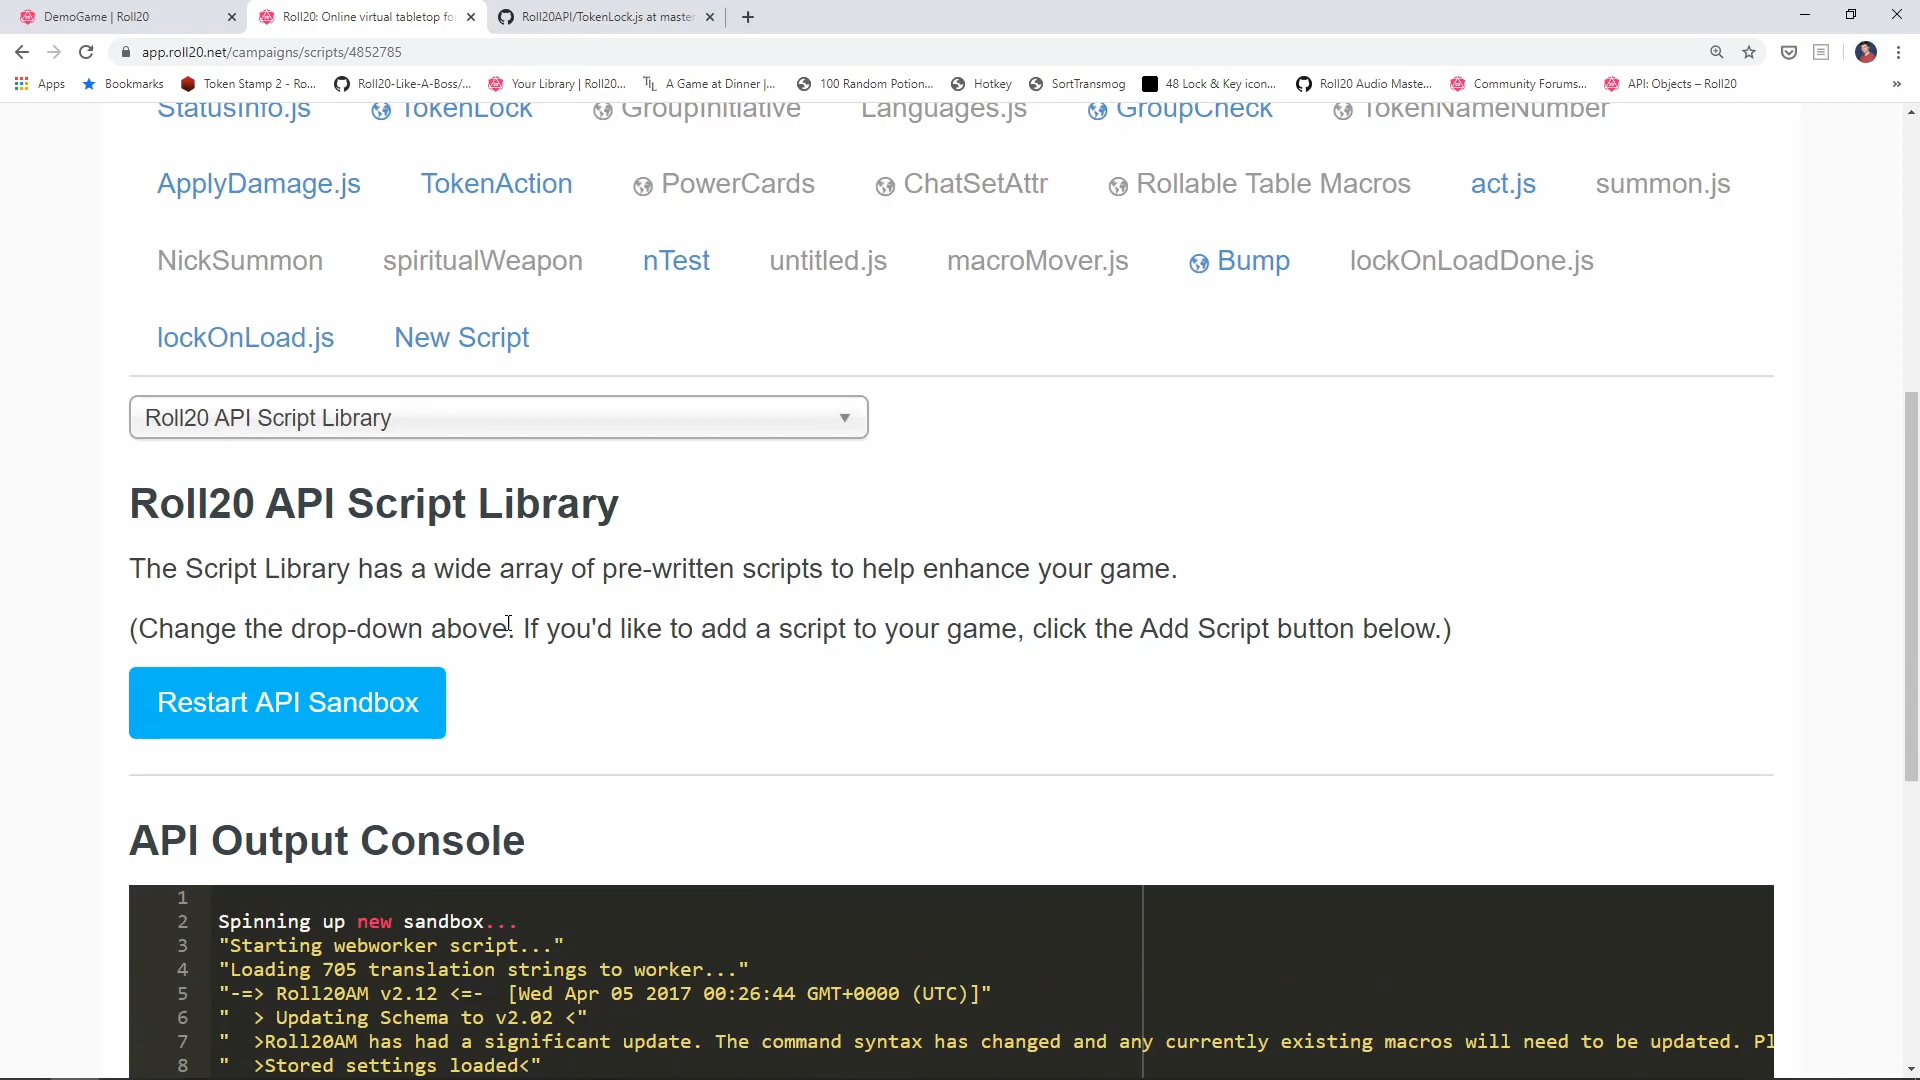 DemoGame | Roll20
Roll20: Online virtual tabletop fo
Roll20API/TokenLock.js at maste
app.roll20.net/campaigns/scripts/4852785
Apps Bookmarks Token Stamp 2 - Ro... Roll20-Like-A-Boss/... Your Library | Roll20... A Game at Dinner |... 100 Random Potion... Hotkey SortTransmog 48 Lock & Key icon... Roll20 Audio Maste... Community Forums... API: Objects – Roll20 »
StatusInfo.js TokenLock GroupInitiative Languages.js GroupCheck TokenNameNumber
ApplyDamage.js TokenAction PowerCards ChatSetAttr Rollable Table Macros act.js summon.js
NickSummon spiritualWeapon nTest untitled.js macroMover.js Bump lockOnLoadDone.js
lockOnLoad.js New Script
Roll20 API Script Library
Roll20 API Script Library
The Script Library has a wide array of pre-written scripts to help enhance your game.
(Change the drop-down above. If you'd like to add a script to your game, click the Add Script button below.)
Restart API Sandbox
API Output Console
1
2 Spinning up new sandbox...
3 "Starting webworker script..."
4 "Loading 705 translation strings to worker..."
5 "-=> Roll20AM v2.12 <=-  [Wed Apr 05 2017 00:26:44 GMT+0000 (UTC)]"
6 "  > Updating Schema to v2.02 <"
7 "  >Roll20AM has had a significant update. The command syntax has changed and any currently existing macros will need to be updated. Pl
8 "  >Stored settings loaded<"